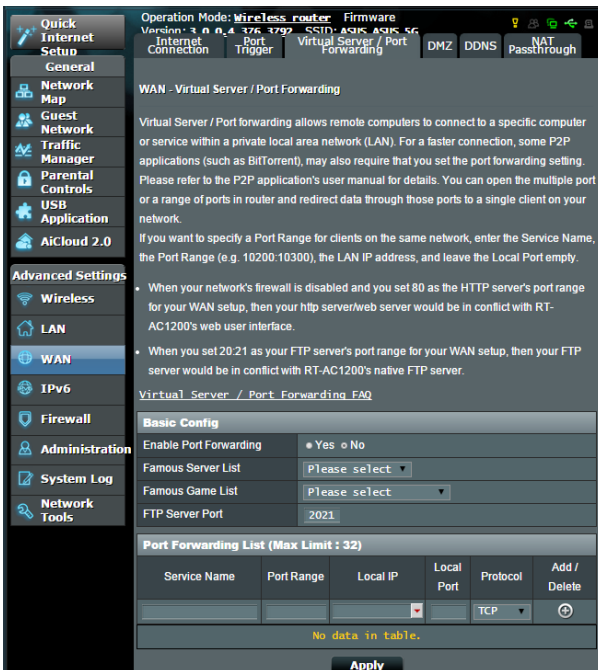 Quick
Internet
Setup
General
Network
Map
Guest
Network
Traffic
Manager
Parental
Controls
USB
Application
AiCloud 2.0
Advanced Settings
Wireless
LAN
WAN
IPv6
Firewall
Administration
System Log
Network
Tools
Operation Mode: Wireless router Firmware
Version: 3.0.0.4.376.3792 SSID: ASUS ASUS_5G
Internet
Connection
Port
Trigger
Virtual Server / Port
Forwarding
DMZ
DDNS
NAT
Passthrough
WAN - Virtual Server / Port Forwarding
Virtual Server / Port forwarding allows remote computers to connect to a specific computer
or service within a private local area network (LAN). For a faster connection, some P2P
applications (such as BitTorrent), may also require that you set the port forwarding setting.
Please refer to the P2P application's user manual for details. You can open the multiple port
or a range of ports in router and redirect data through those ports to a single client on your
network.
If you want to specify a Port Range for clients on the same network, enter the Service Name,
the Port Range (e.g. 10200:10300), the LAN IP address, and leave the Local Port empty.
• When your network's firewall is disabled and you set 80 as the HTTP server's port range
for your WAN setup, then your http server/web server would be in conflict with RT-
AC1200's web user interface.
• When you set 20:21 as your FTP server's port range for your WAN setup, then your FTP
server would be in conflict with RT-AC1200's native FTP server.
Virtual Server / Port Forwarding FAQ
Basic Config
Enable Port Forwarding Yes No
Famous Server List Please select
Famous Game List Please select
FTP Server Port 2021
Port Forwarding List (Max Limit : 32)
Service Name Port Range Local IP Local Port Protocol Add / Delete
TCP
No data in table.
Apply